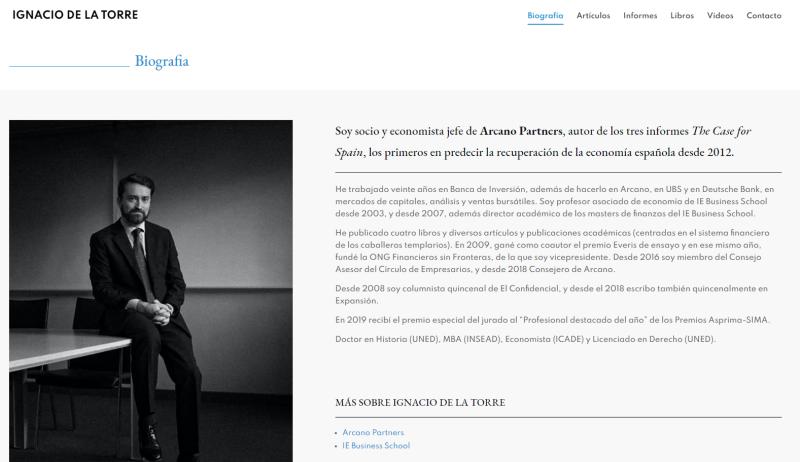 IGNACIO DE LA TORRE
Biografía
Artículos
Informes
Libros
Vídeos
Contacto
Biografía
Soy socio y economista jefe de Arcano Partners, autor de los tres informes The Case for
Spain, los primeros en predecir la recuperación de la economía española desde 2012.
He trabajado veinte años en Banca de Inversión, además de hacerlo en Arcano, en UBS y en Deutsche Bank, en
mercados de capitales, análisis y ventas bursátiles. Soy profesor asociado de economía de IE Business School
desde 2003, y desde 2007, además director académico de los masters de finanzas del IE Business School.
He publicado cuatro libros y diversos artículos y publicaciones académicas (centradas en el sistema financiero
de los caballeros templarios). En 2009, gané como coautor el premio Everis de ensayo y en ese mismo año,
fundé la ONG Financieros sin Fronteras, de la que soy vicepresidente. Desde 2016 soy miembro del Consejo
Asesor del Círculo de Empresarios, y desde 2018 Consejero de Arcano.
Desde 2008 soy columnista quincenal de El Confidencial, y desde el 2018 escribo también quincenalmente en
Expansión.
En 2019 recibí el premio especial del jurado al "Profesional destacado del año" de los Premios Asprima-SIMA.
Doctor en Historia (UNED), MBA (INSEAD), Economista (ICADE) y Licenciado en Derecho (UNED).
MÁS SOBRE IGNACIO DE LA TORRE
• Arcano Partners
• IE Business School